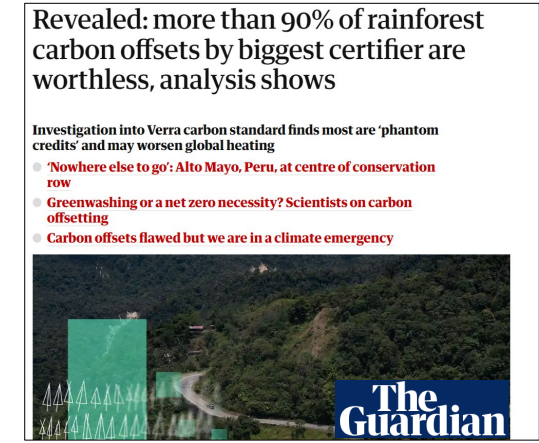 Revealed: more than 90% of rainforest
carbon offsets by biggest certifier are
worthless, analysis shows
Investigation into Verra carbon standard finds most are ‘phantom
credits’ and may worsen global heating
‘Nowhere else to go’: Alto Mayo, Peru, at centre of conservation
row
Greenwashing or a net zero necessity? Scientists on carbon
offsetting
Carbon offsets flawed but we are in a climate emergency
The
Guardian